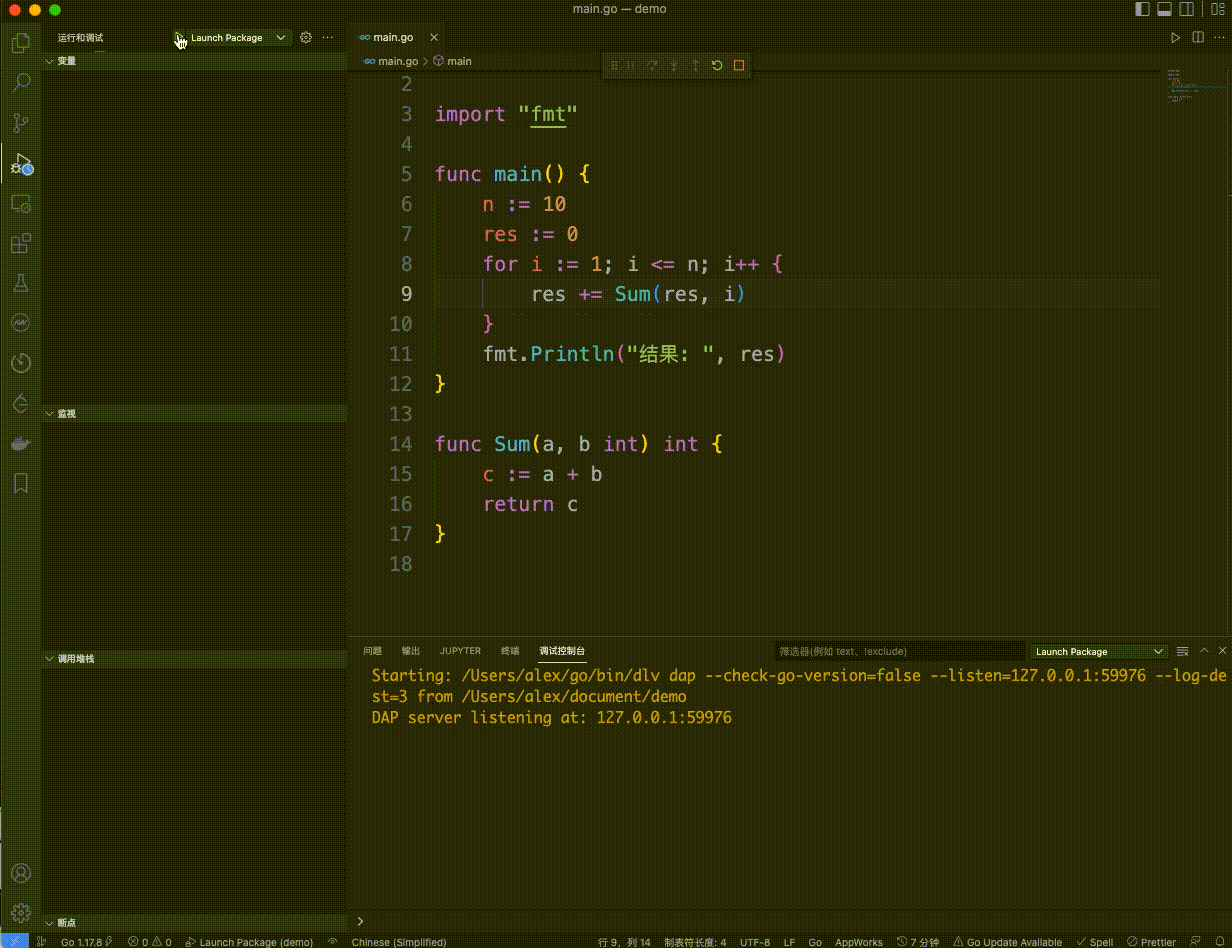 main.go — demo
运行和调试
Launch Package
main.go
main.go > main
变量
监视
调用堆栈
断点
2
3 import "fmt"
4
5 func main() {
6 n := 10
7 res := 0
8 for i := 1; i <= n; i++ {
9 res += Sum(res, i)
10 }
11 fmt.Println("结果: ", res)
12 }
13
14 func Sum(a, b int) int {
15 c := a + b
16 return c
17 }
18
问题 输出 JUPYTER 终端 调试控制台
筛选器(例如 text、!exclude)
Launch Package
Starting: /Users/alex/go/bin/dlv dap --check-go-version=false --listen=127.0.0.1:59976 --log-de
st=3 from /Users/alex/document/demo
DAP server listening at: 127.0.0.1:59976
Go 1.17.8 0 0 Launch Package (demo) Chinese (Simplified) 行 9，列 14 制表符长度: 4 UTF-8 LF Go AppWorks 7 分钟 Go Update Available Spell Prettier